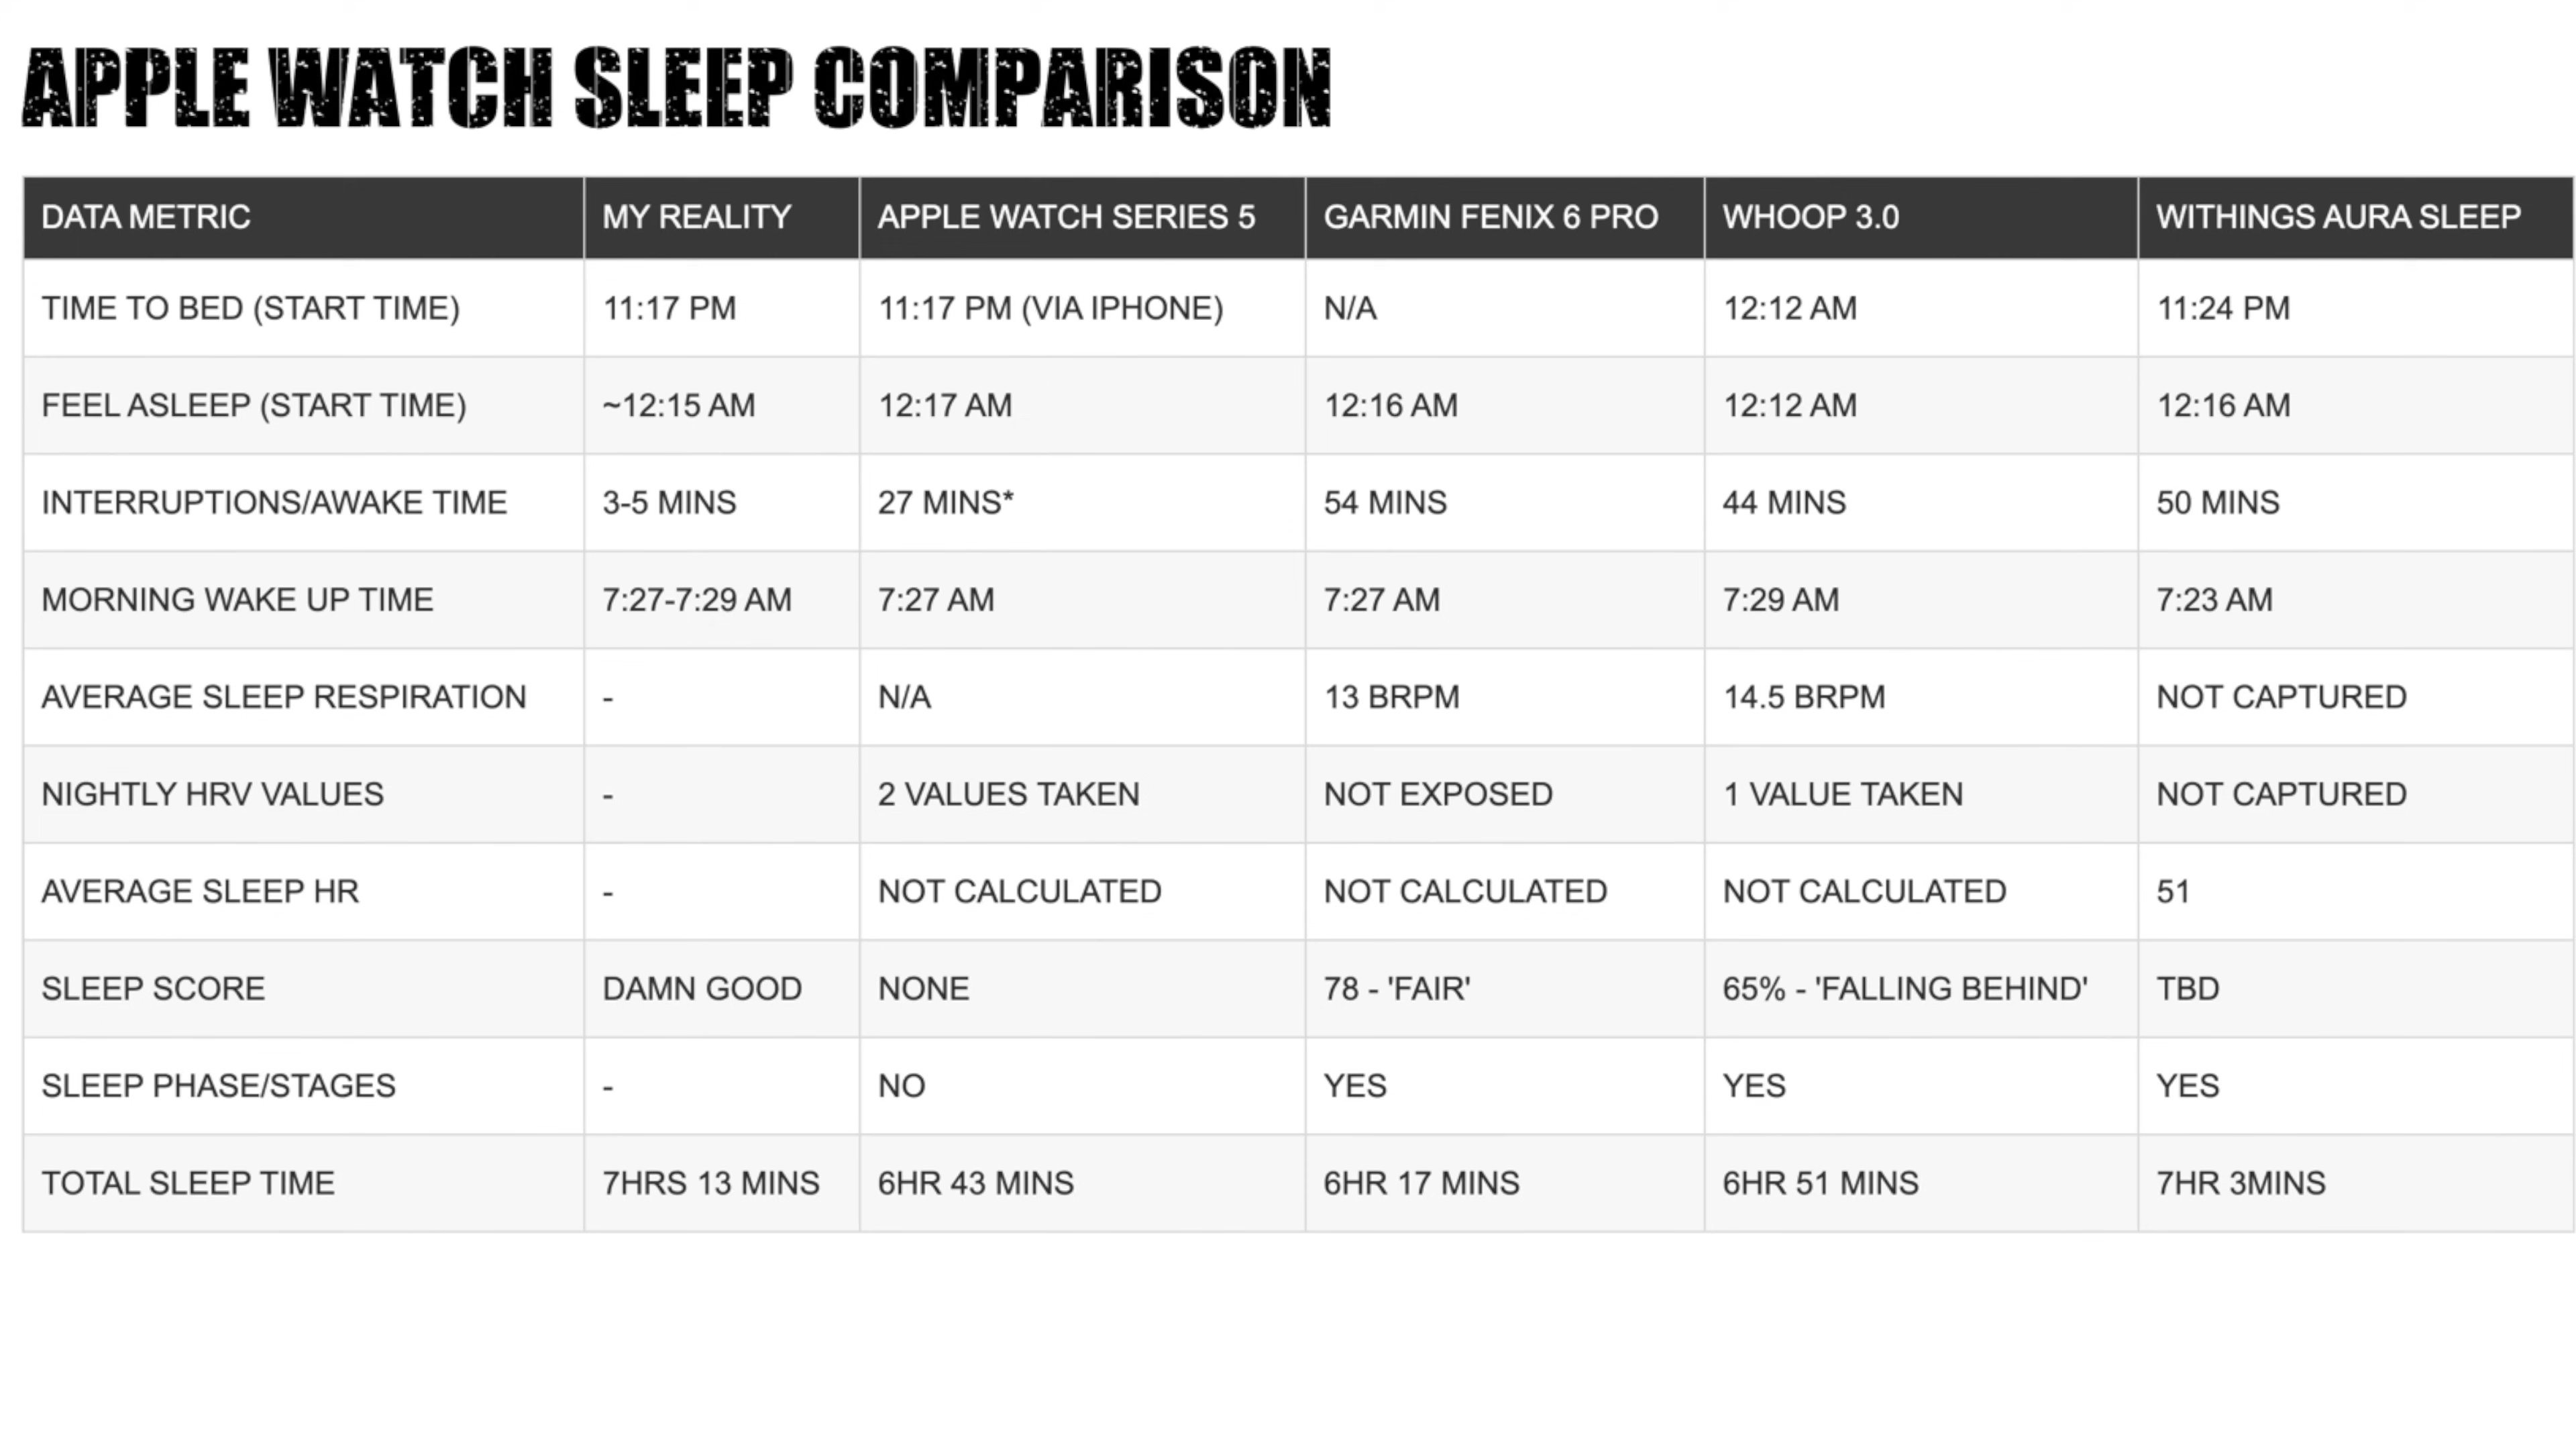 APPLE WATCH SLEEP COMPARISON
DATA METRIC MY REALITY APPLE WATCH SERIES 5 GARMIN FENIX 6 PRO WHOOP 3.0 WITHINGS AURA SLEEP
TIME TO BED (START TIME) 11:17 PM 11:17 PM (VIA IPHONE) N/A 12:12 AM 11:24 PM
FEEL ASLEEP (START TIME) ~12:15 AM 12:17 AM 12:16 AM 12:12 AM 12:16 AM
INTERRUPTIONS/AWAKE TIME 3-5 MINS 27 MINS* 54 MINS 44 MINS 50 MINS
MORNING WAKE UP TIME 7:27-7:29 AM 7:27 AM 7:27 AM 7:29 AM 7:23 AM
AVERAGE SLEEP RESPIRATION - N/A 13 BRPM 14.5 BRPM NOT CAPTURED
NIGHTLY HRV VALUES - 2 VALUES TAKEN NOT EXPOSED 1 VALUE TAKEN NOT CAPTURED
AVERAGE SLEEP HR - NOT CALCULATED NOT CALCULATED NOT CALCULATED 51
SLEEP SCORE DAMN GOOD NONE 78 - 'FAIR' 65% - 'FALLING BEHIND' TBD
SLEEP PHASE/STAGES - NO YES YES YES
TOTAL SLEEP TIME 7HRS 13 MINS 6HR 43 MINS 6HR 17 MINS 6HR 51 MINS 7HR 3MINS